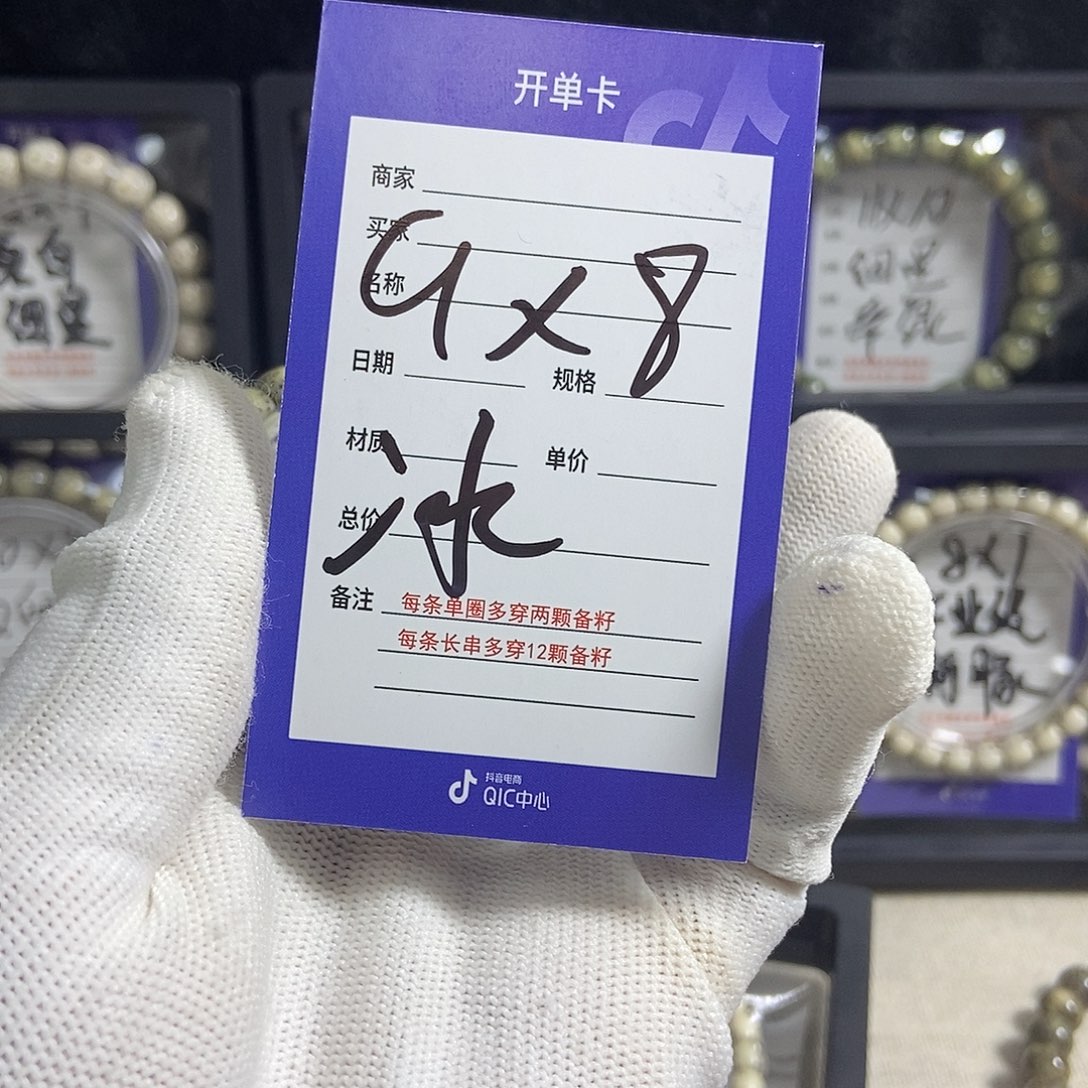 开单卡
商家
买家
9x8
名称
日期
规格
材质
单价
冰
总价
备注
每条单圈多穿两颗备籽
每条长串多穿12颗备籽
抖音电商
QIC中心
8x1